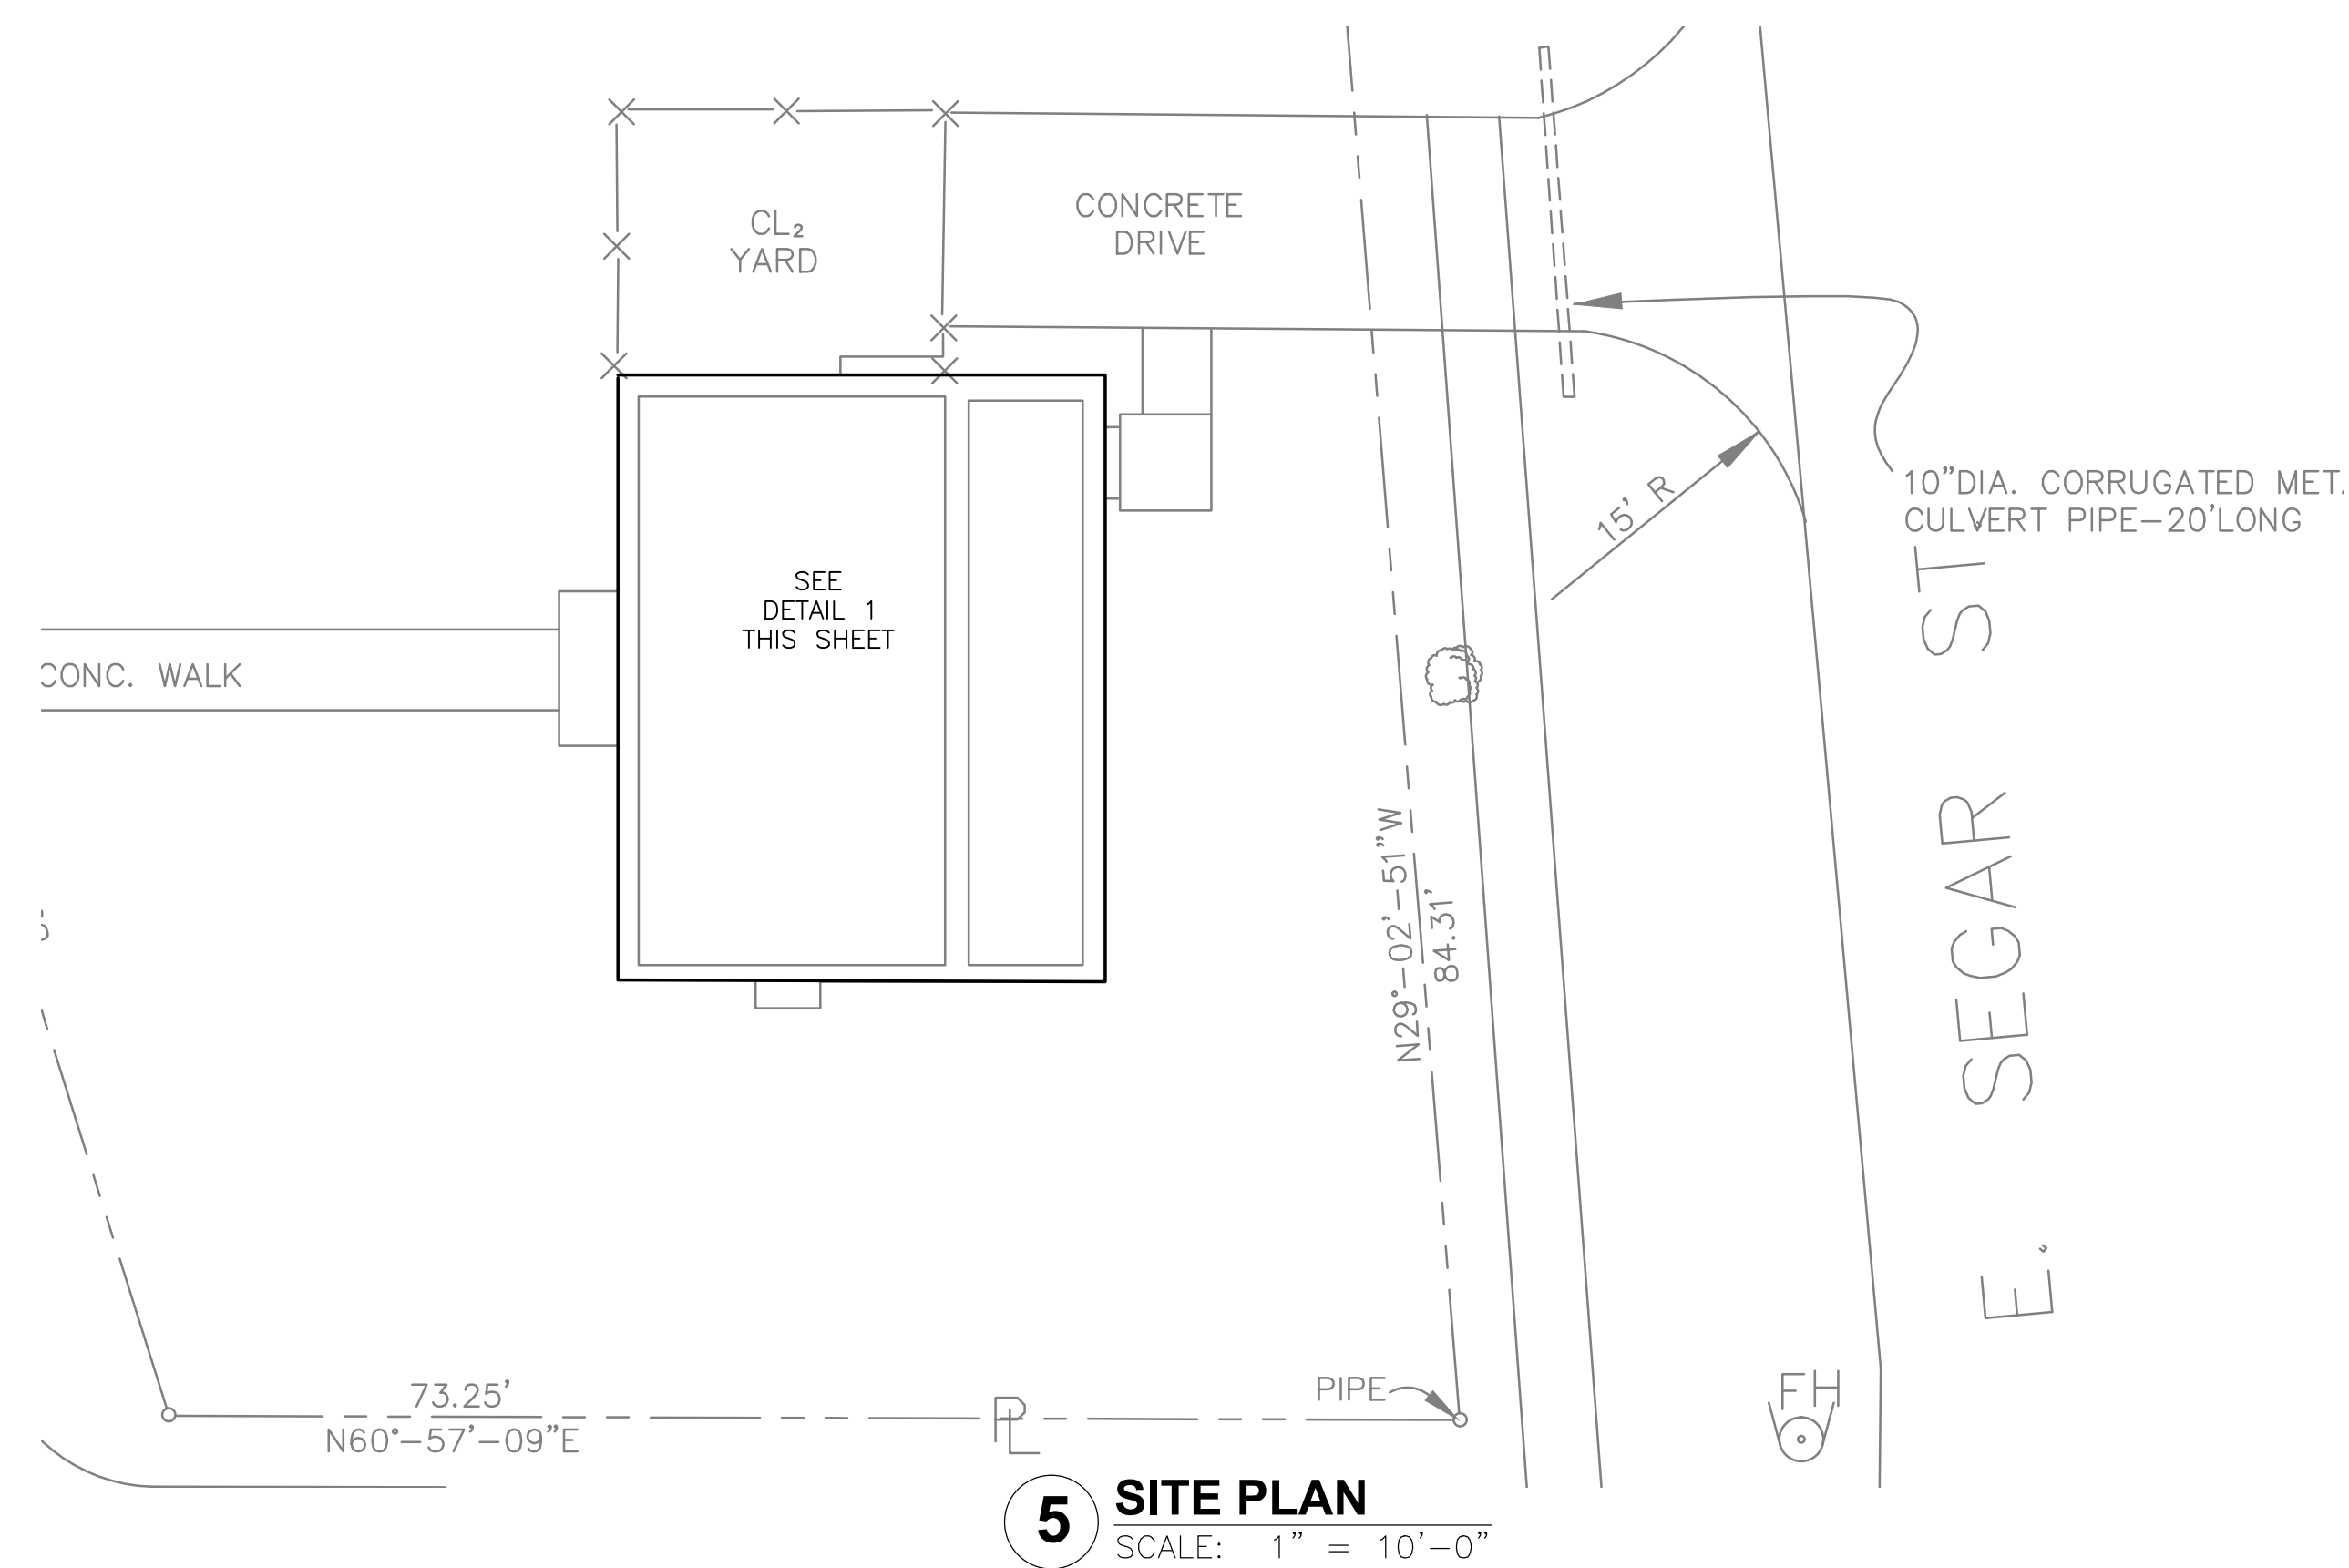 CL₂
YARD
CONCRETE
DRIVE
10"DIA. CORRUGATED MET.
CULVERT PIPE-20'LONG
15' R
SEE
DETAIL 1
THIS SHEET
CONC. WALK
N29°-02'-51"W
84.31'
E. SEGAR ST
73.25'
N60°-57'-09"E
PL
PIPE
FH
5
SITE PLAN
SCALE: 1" = 10'-0"